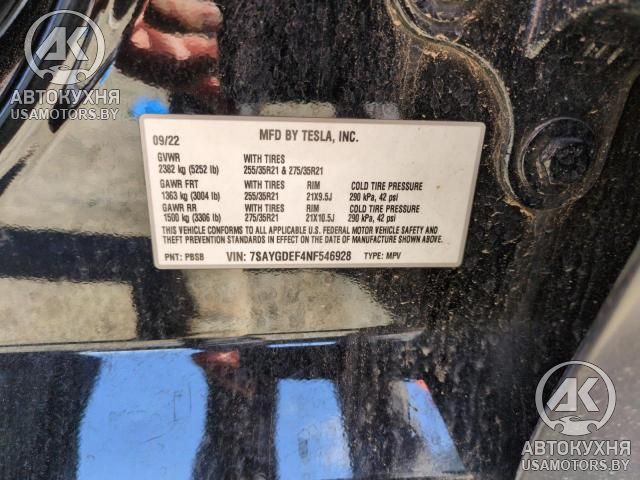 AK
АВТОКУХНЯ
USAMOTORS.BY
09/22 MFD BY TESLA, INC.
GVWR WITH TIRES
2382 kg (5252 lb) 255/35R21 & 275/35R21
GAWR FRT WITH TIRES RIM COLD TIRE PRESSURE
1363 kg (3004 lb) 255/35R21 21X9.5J 290 kPa, 42 psi
GAWR RR WITH TIRES RIM COLD TIRE PRESSURE
1500 kg (3306 lb) 275/35R21 21X10.5J 290 kPa, 42 psi
THIS VEHICLE CONFORMS TO ALL APPLICABLE U.S. FEDERAL MOTOR VEHICLE SAFETY AND
THEFT PREVENTION STANDARDS IN EFFECT ON THE DATE OF MANUFACTURE SHOWN ABOVE.
PNT: PBSB VIN: 7SAYGDEF4NF546928 TYPE: MPV
AK
АВТОКУХНЯ
USAMOTORS.BY